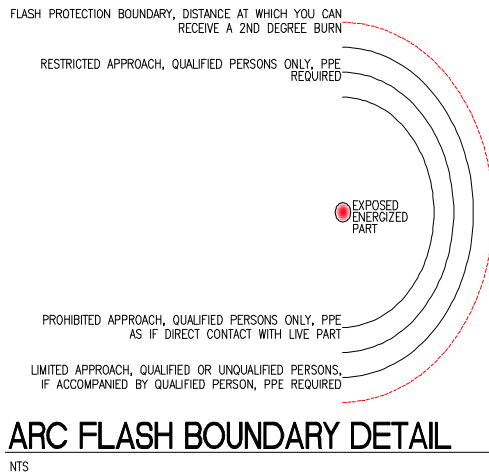 FLASH PROTECTION BOUNDARY, DISTANCE AT WHICH YOU CAN
RECEIVE A 2ND DEGREE BURN
RESTRICTED APPROACH, QUALIFIED PERSONS ONLY, PPE
REQUIRED
EXPOSED
ENERGIZED
PART
PROHIBITED APPROACH, QUALIFIED PERSONS ONLY, PPE
AS IF DIRECT CONTACT WITH LIVE PART
LIMITED APPROACH, QUALIFIED OR UNQUALIFIED PERSONS,
IF ACCOMPANIED BY QUALIFIED PERSON, PPE REQUIRED
ARC FLASH BOUNDARY DETAIL
NTS